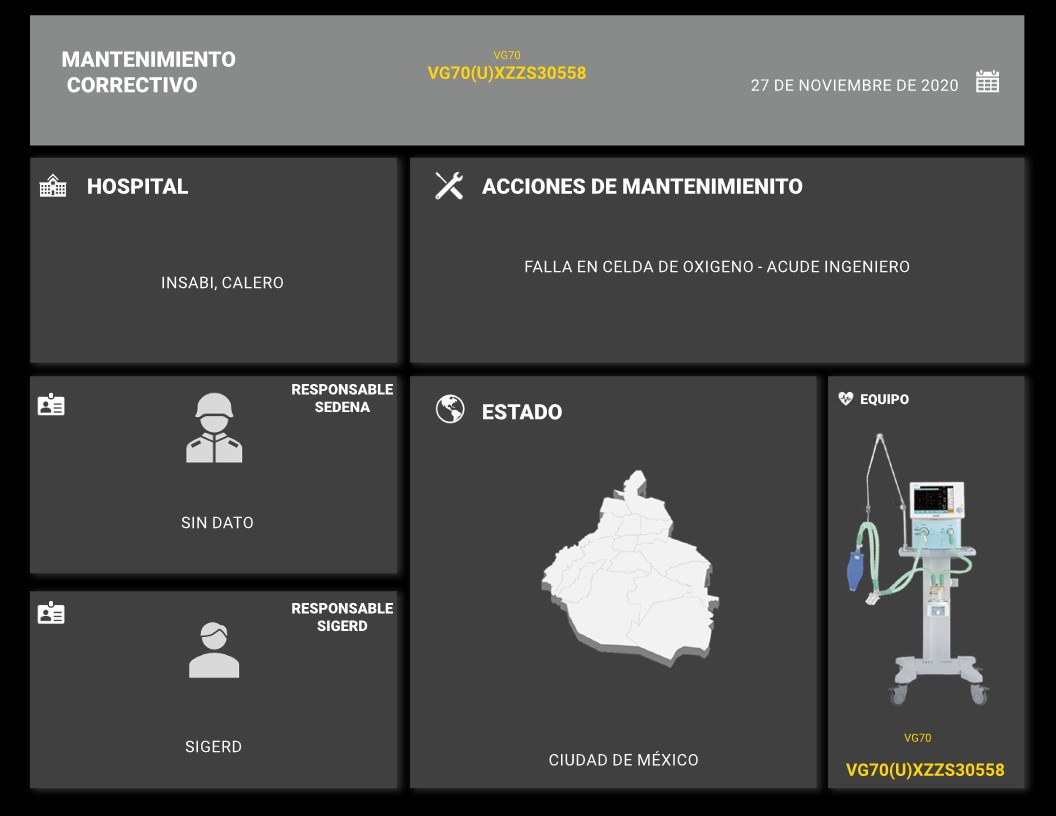 MANTENIMIENTO
CORRECTIVO
VG70
VG70(U)XZZS30558
27 DE NOVIEMBRE DE 2020
HOSPITAL
INSABI, CALERO
ACCIONES DE MANTENIMIENITO
FALLA EN CELDA DE OXIGENO - ACUDE INGENIERO
RESPONSABLE
SEDENA
SIN DATO
RESPONSABLE
SIGERD
SIGERD
ESTADO
CIUDAD DE MÉXICO
EQUIPO
VG70
VG70(U)XZZS30558